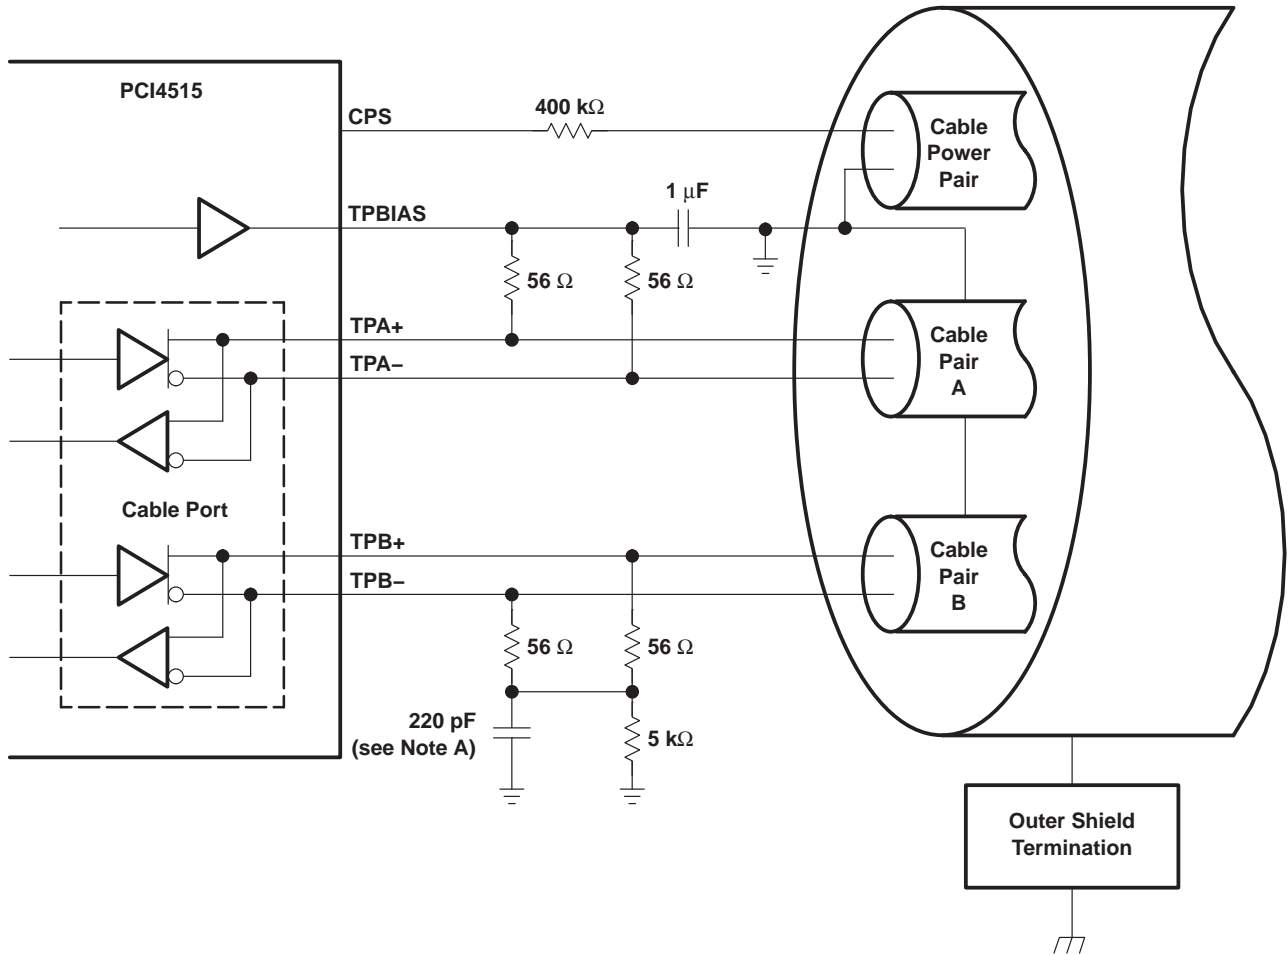 PCI4515
CPS
400 kΩ
Cable
Power
Pair
TPBIAS
1 μF
56 Ω
56 Ω
TPA+
TPA−
Cable
Pair
A
Cable Port
TPB+
TPB−
Cable
Pair
B
56 Ω
56 Ω
220 pF
(see Note A)
5 kΩ
Outer Shield
Termination